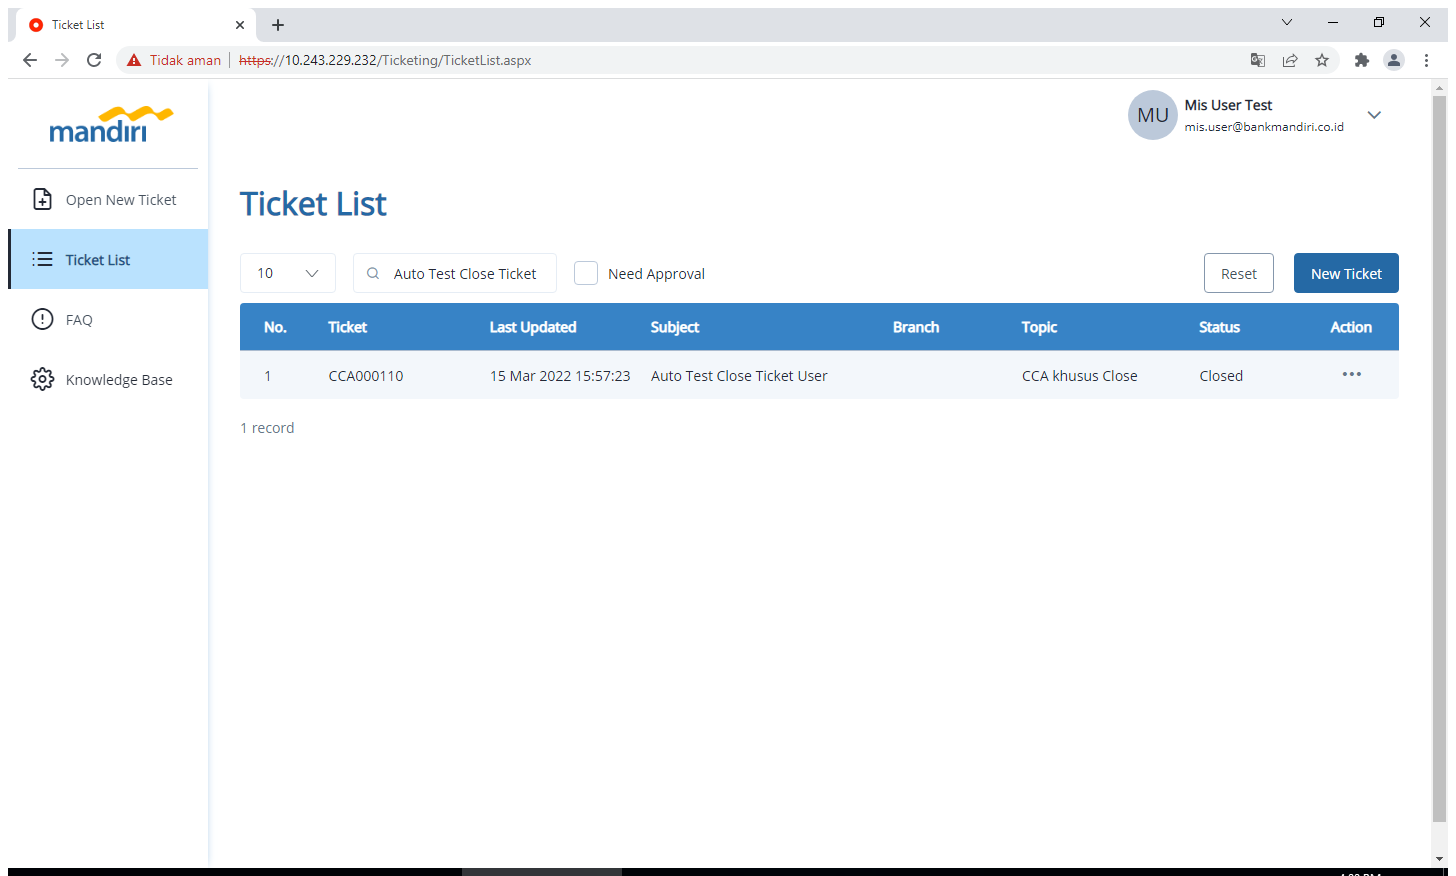 Ticket List
Tidak aman https://10.243.229.232/Ticketing/TicketList.aspx
mandiri
MU
Mis User Test
mis.user@bankmandiri.co.id
Open New Ticket
Ticket List
FAQ
Knowledge Base
Ticket List
10 Auto Test Close Ticket Need Approval Reset New Ticket
No. Ticket Last Updated Subject Branch Topic Status Action
1 CCA000110 15 Mar 2022 15:57:23 Auto Test Close Ticket User CCA khusus Close Closed
1 record